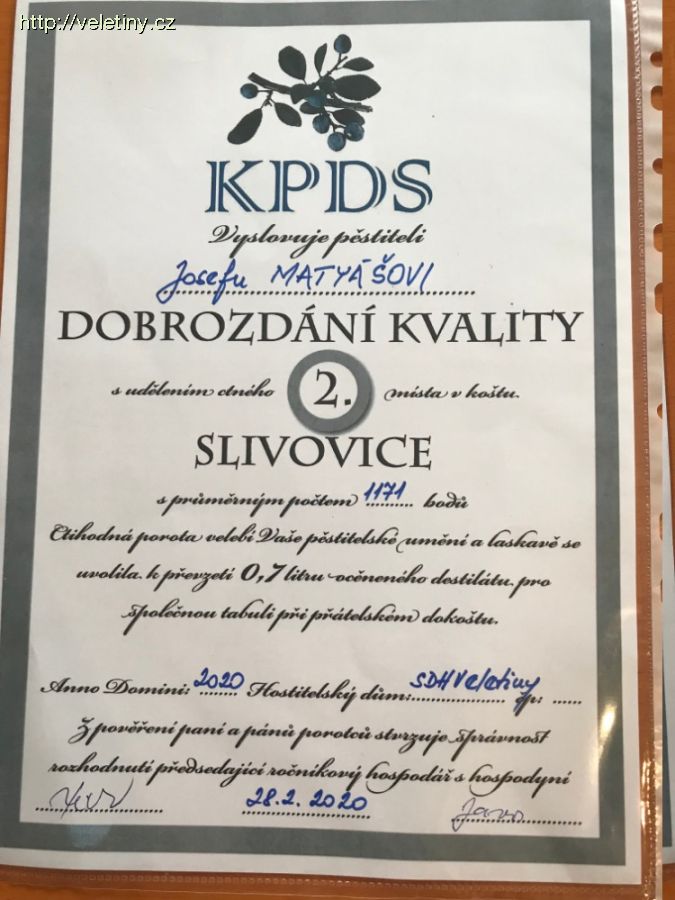 http://veletiny.cz
KPDS
Vyslovuje pěstiteli
Josefu MATYÁŠOVI
DOBROZDÁNÍ KVALITY
s udělením ctného 2. místa v koštu.
SLIVOVICE
s průměrným počtem 1171 bodů
Ctihodná porota velebí Vaše pěstitelské umění a laskavě se
uvolila k převzetí 0,7 litru oceněného destilátu pro
společnou tabuli při přátelském dokoštu.
Anno Domini: 2020 Hostitelský dům: SDH Veletiny čp:
Z pověření paní a pánů porotců stvrzuje správnost
rozhodnutí předsedající ročníkový hospodář s hospodyní
28.2. 2020